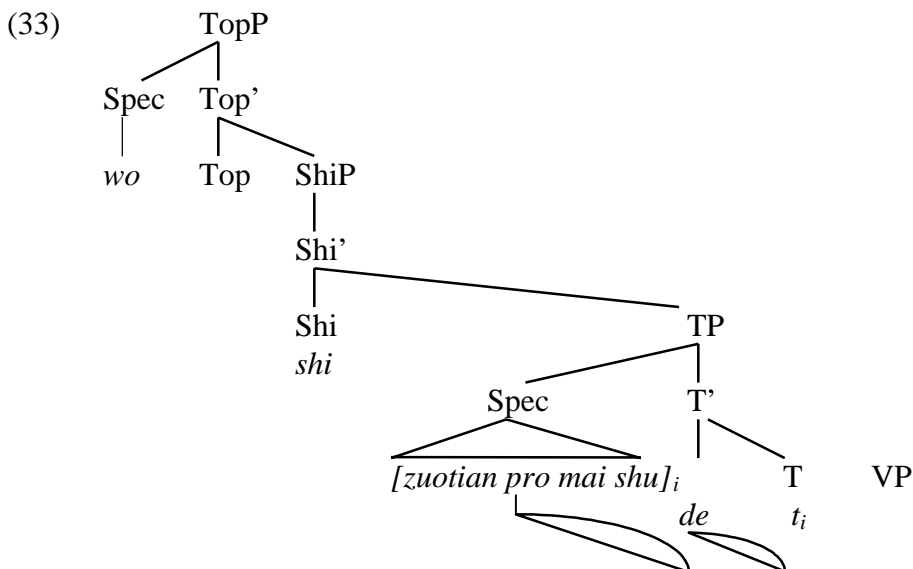 (33) TopP
Spec Top’
wo Top ShiP
Shi’
Shi TP
shi
Spec T’
[zuotian pro mai shu]i T VP
de ti